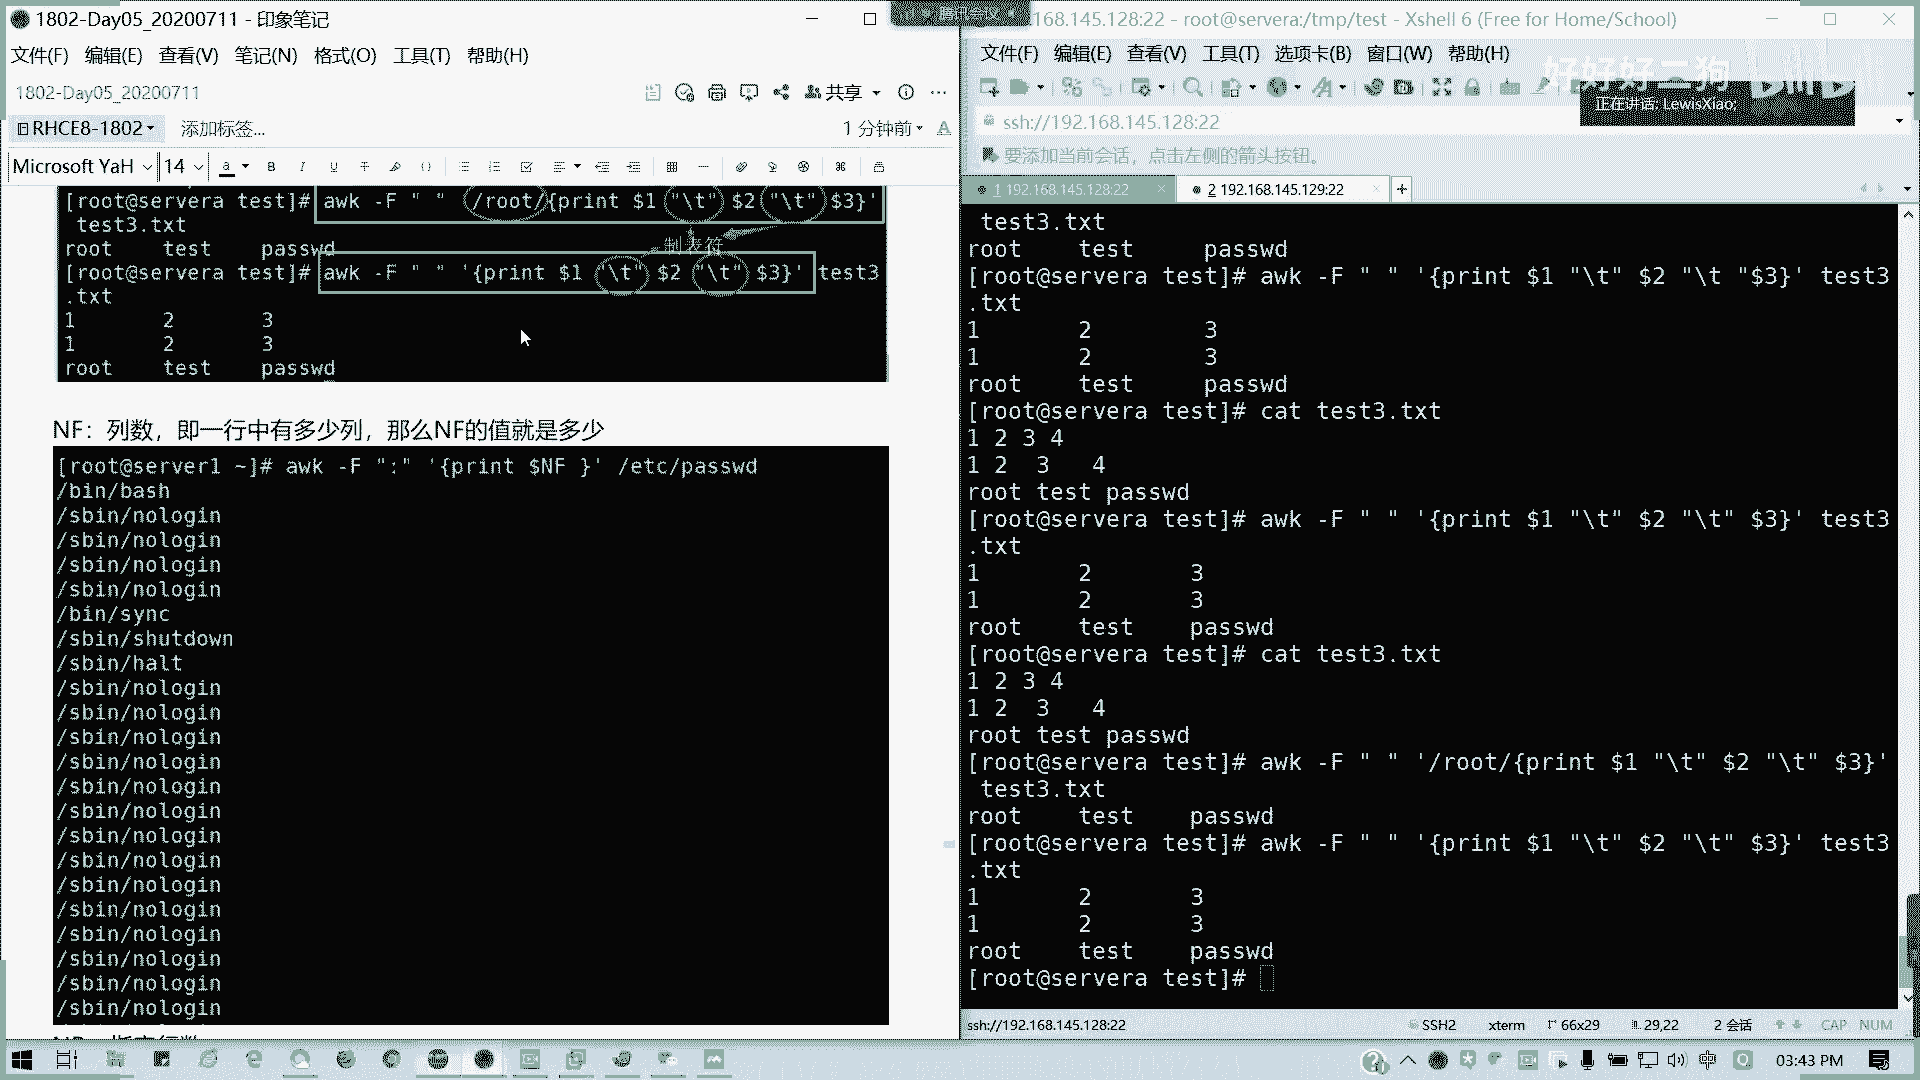 1802-Day05_20200711 - 印象笔记
文件(F) 编辑(E) 查看(V) 笔记(N) 格式(O) 工具(T) 帮助(H)
1802-Day05_20200711
共享
RHCE8-1802
添加标签...
1 分钟前
Microsoft YaH 14
[root@servera test]# awk -F " " '/root/{print $1 "\t" $2 "\t" $3}'
test3.txt
root test passwd
制表符
[root@servera test]# awk -F " " '{print $1 "\t" $2 "\t" $3}' test3
.txt
1 2 3
1 2 3
root test passwd
NF：列数，即一行中有多少列，那么NF的值就是多少
[root@server1 ~]# awk -F ":" '{print $NF }' /etc/passwd
/bin/bash
/sbin/nologin
/sbin/nologin
/sbin/nologin
/sbin/nologin
/bin/sync
/sbin/shutdown
/sbin/halt
/sbin/nologin
/sbin/nologin
/sbin/nologin
/sbin/nologin
/sbin/nologin
/sbin/nologin
/sbin/nologin
/sbin/nologin
/sbin/nologin
/sbin/nologin
/sbin/nologin
/sbin/nologin
/sbin/nologin
/sbin/nologin
腾讯会议
168.145.128:22 - root@servera:/tmp/test - Xshell 6 (Free for Home/School)
文件(F) 编辑(E) 查看(V) 工具(T) 选项卡(B) 窗口(W) 帮助(H)
好好好二狗
正在讲话: LewisXiao;
ssh://192.168.145.128:22
要添加当前会话，点击左侧的箭头按钮。
1 192.168.145.128:22
2 192.168.145.129:22
test3.txt
root test passwd
[root@servera test]# awk -F " " '{print $1 "\t" $2 "\t "$3}' test3
.txt
1 2 3
1 2 3
root test passwd
[root@servera test]# cat test3.txt
1 2 3 4
1 2 3 4
root test passwd
[root@servera test]# awk -F " " '{print $1 "\t" $2 "\t" $3}' test3
.txt
1 2 3
1 2 3
root test passwd
[root@servera test]# cat test3.txt
1 2 3 4
1 2 3 4
root test passwd
[root@servera test]# awk -F " " '/root/{print $1 "\t" $2 "\t" $3}'
test3.txt
root test passwd
[root@servera test]# awk -F " " '{print $1 "\t" $2 "\t" $3}' test3
.txt
1 2 3
1 2 3
root test passwd
[root@servera test]#
ssh://192.168.145.128:22 SSH2 xterm 66x29 29,22 2 会话 CAP NUM
中 03:43 PM